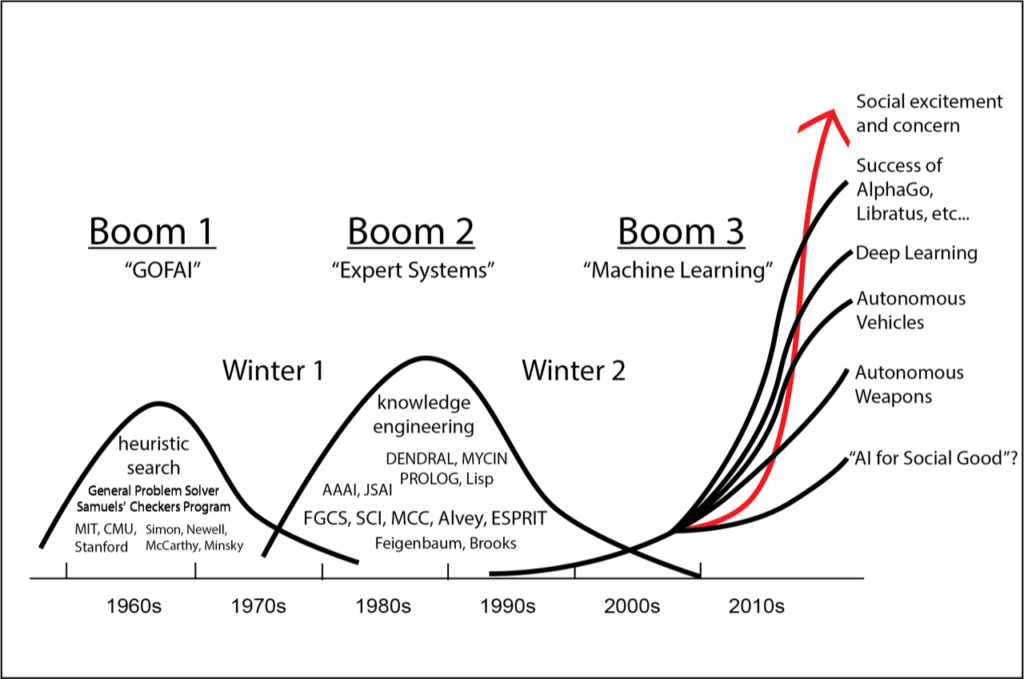 Boom 1
"GOFAI"
Boom 2
"Expert Systems"
Boom 3
"Machine Learning"
Winter 1
Winter 2
heuristic
search
General Problem Solver
Samuels' Checkers Program
MIT, CMU,
Stanford
Simon, Newell,
McCarthy, Minsky
knowledge
engineering
DENDRAL, MYCIN
PROLOG, Lisp
AAAI, JSAI
FGCS, SCI, MCC, Alvey, ESPRIT
Feigenbaum, Brooks
Social excitement
and concern
Success of
AlphaGo,
Libratus, etc...
Deep Learning
Autonomous
Vehicles
Autonomous
Weapons
"AI for Social Good"?
1960s
1970s
1980s
1990s
2000s
2010s